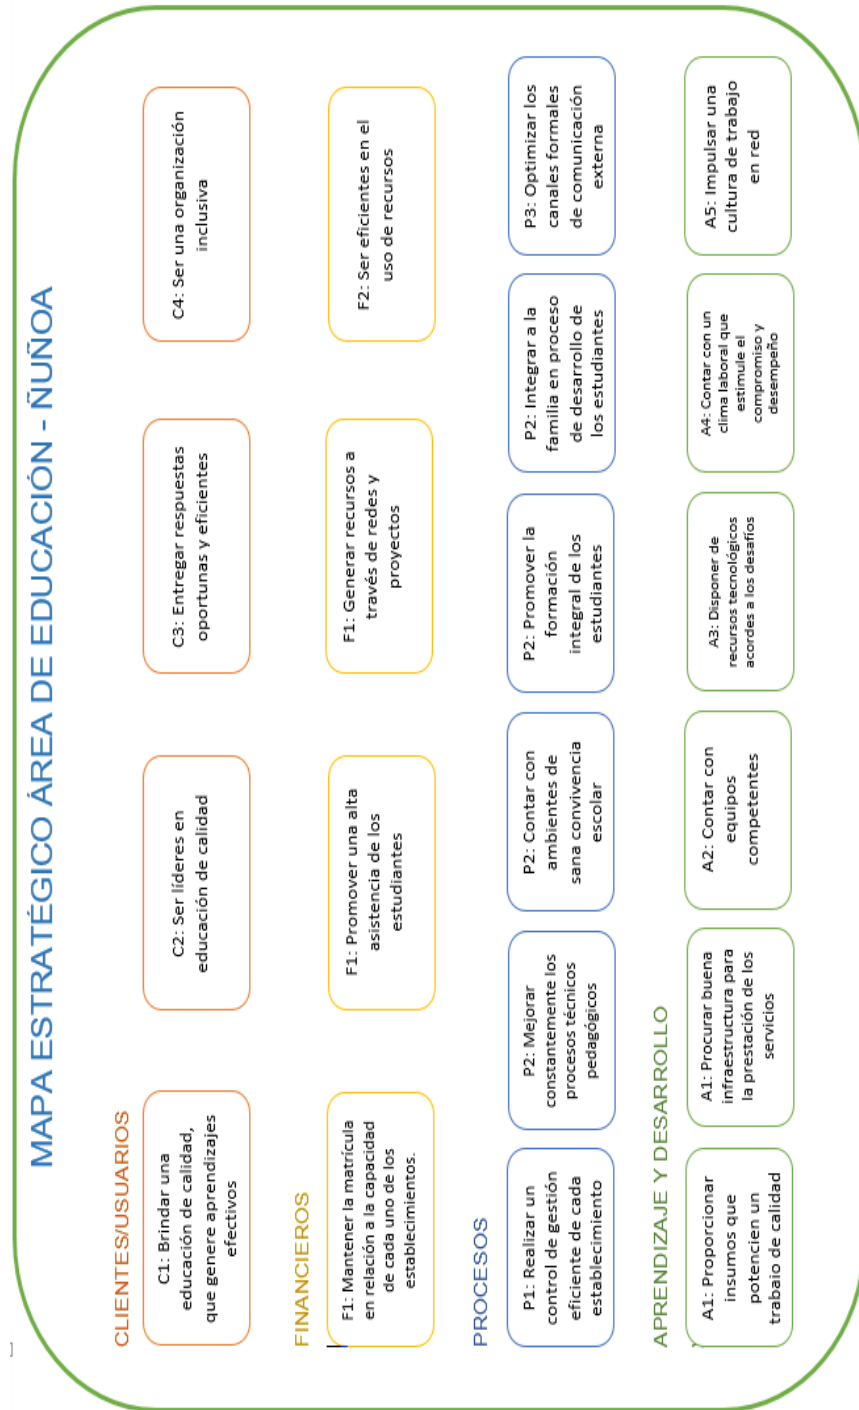 MAPA ESTRATÉGICO ÁREA DE EDUCACIÓN - ÑUÑOA
CLIENTES/USUARIOS
C1: Brindar una
educación de calidad,
que genere aprendizajes
efectivos
C2: Ser líderes en
educación de calidad
C3: Entregar respuestas
oportunas y eficientes
C4: Ser una organización
inclusiva
FINANCIEROS
F1: Mantener la matrícula
en relación a la capacidad
de cada uno de los
establecimientos.
F1: Promover una alta
asistencia de los
estudiantes
F1: Generar recursos a
través de redes y
proyectos
F2: Ser eficientes en el
uso de recursos
PROCESOS
P1: Realizar un
control de gestión
eficiente de cada
establecimiento
P2: Mejorar
constantemente los
procesos técnicos
pedagógicos
P2: Contar con
ambientes de
sana convivencia
escolar
P2: Promover la
formación
integral de los
estudiantes
P2: Integrar a la
familia en proceso
de desarrollo de
los estudiantes
P3: Optimizar los
canales formales
de comunicación
externa
APRENDIZAJE Y DESARROLLO
A1: Proporcionar
insumos que
potencien un
trabajo de calidad
A1: Procurar buena
infraestructura para
la prestación de los
servicios
A2: Contar con
equipos
competentes
A3: Disponer de
recursos tecnológicos
acordes a los desafíos
A4: Contar con un
clima laboral que
estimule el
compromiso y
desempeño
A5: Impulsar una
cultura de trabajo
en red